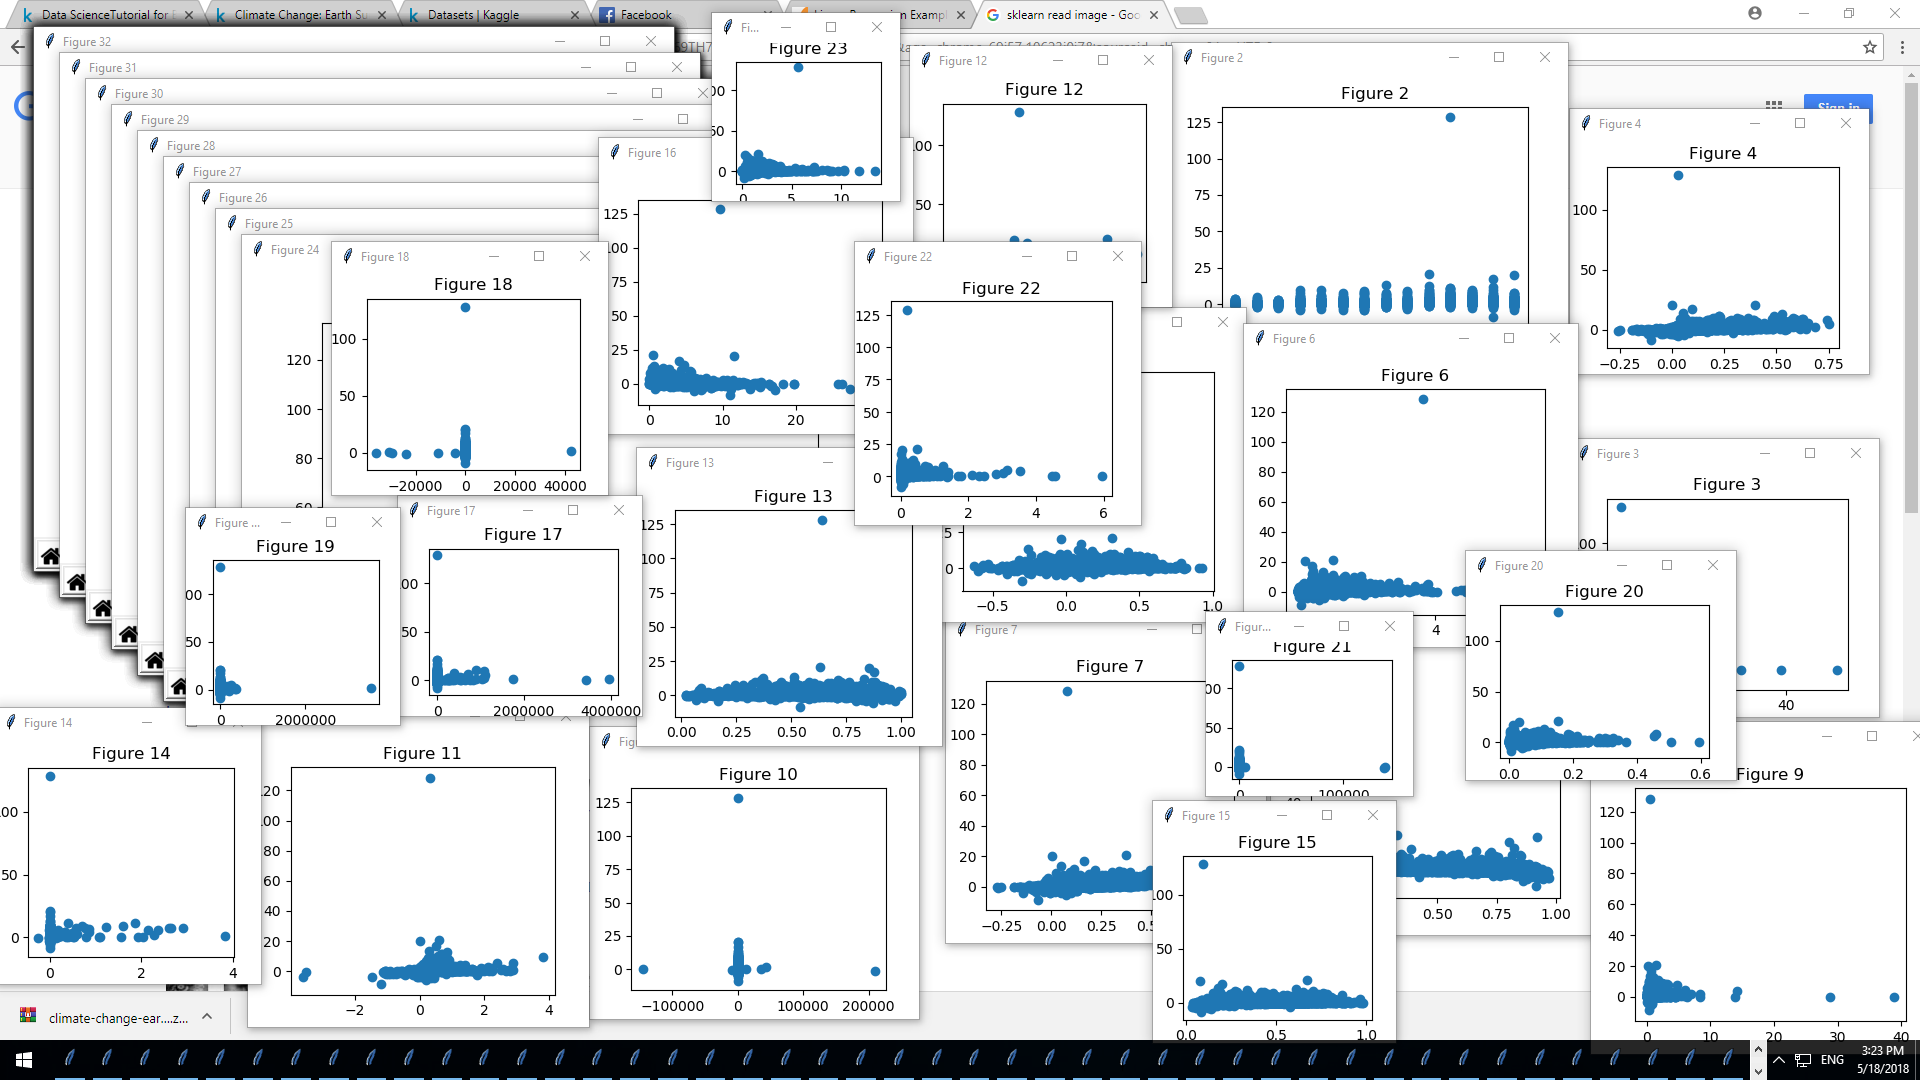 Data ScienceTutorial for
Climate Change: Earth Su
Datasets | Kaggle
Facebook
sklearn read image - Goo
Sign in
Figure 32
Figure 31
Figure 30
Figure 29
Figure 28
Figure 27
Figure 26
Figure 25
Figure 24
Fi...
Figure 23
0
5
10
50
0
Figure 12
Figure 12
50
Figure 2
Figure 2
125
100
75
50
25
0
Figure 4
Figure 4
100
50
0
−0.25
0.00
0.25
0.50
0.75
Figure 16
125
100
75
50
25
0
0
10
20
Figure 18
Figure 18
100
50
0
−20000
0
20000
40000
120
100
80
Figure 22
Figure 22
125
100
75
50
25
0
0
2
4
6
Figure 6
Figure 6
120
100
80
60
40
20
0
4
Figure 3
Figure 3
40
Figure 13
Figure 13
125
100
75
50
25
0
0.00
0.25
0.50
0.75
1.00
5
0
−0.5
0.0
0.5
1.0
Figure ...
Figure 19
50
0
0
2000000
Figure 17
Figure 17
50
0
0
2000000
4000000
Figure 20
Figure 20
100
50
0
0.0
0.2
0.4
0.6
Figure 7
Figure 7
120
100
80
60
40
20
0
−0.25
0.00
0.25
0.5
Figur...
Figure 21
50
0
0
100000
Figure 14
Figure 14
50
0
0
2
4
Figure 11
120
80
60
40
20
0
−2
0
2
4
Figure 10
125
100
75
50
25
0
−100000
0
100000
200000
Figure 15
Figure 15
100
50
0
0.0
0.5
1.0
0.50
0.75
1.00
Figure 9
120
100
80
60
40
20
0
0
10
20
30
40
climate-change-ear....z...
ENG
3:23 PM
5/18/2018